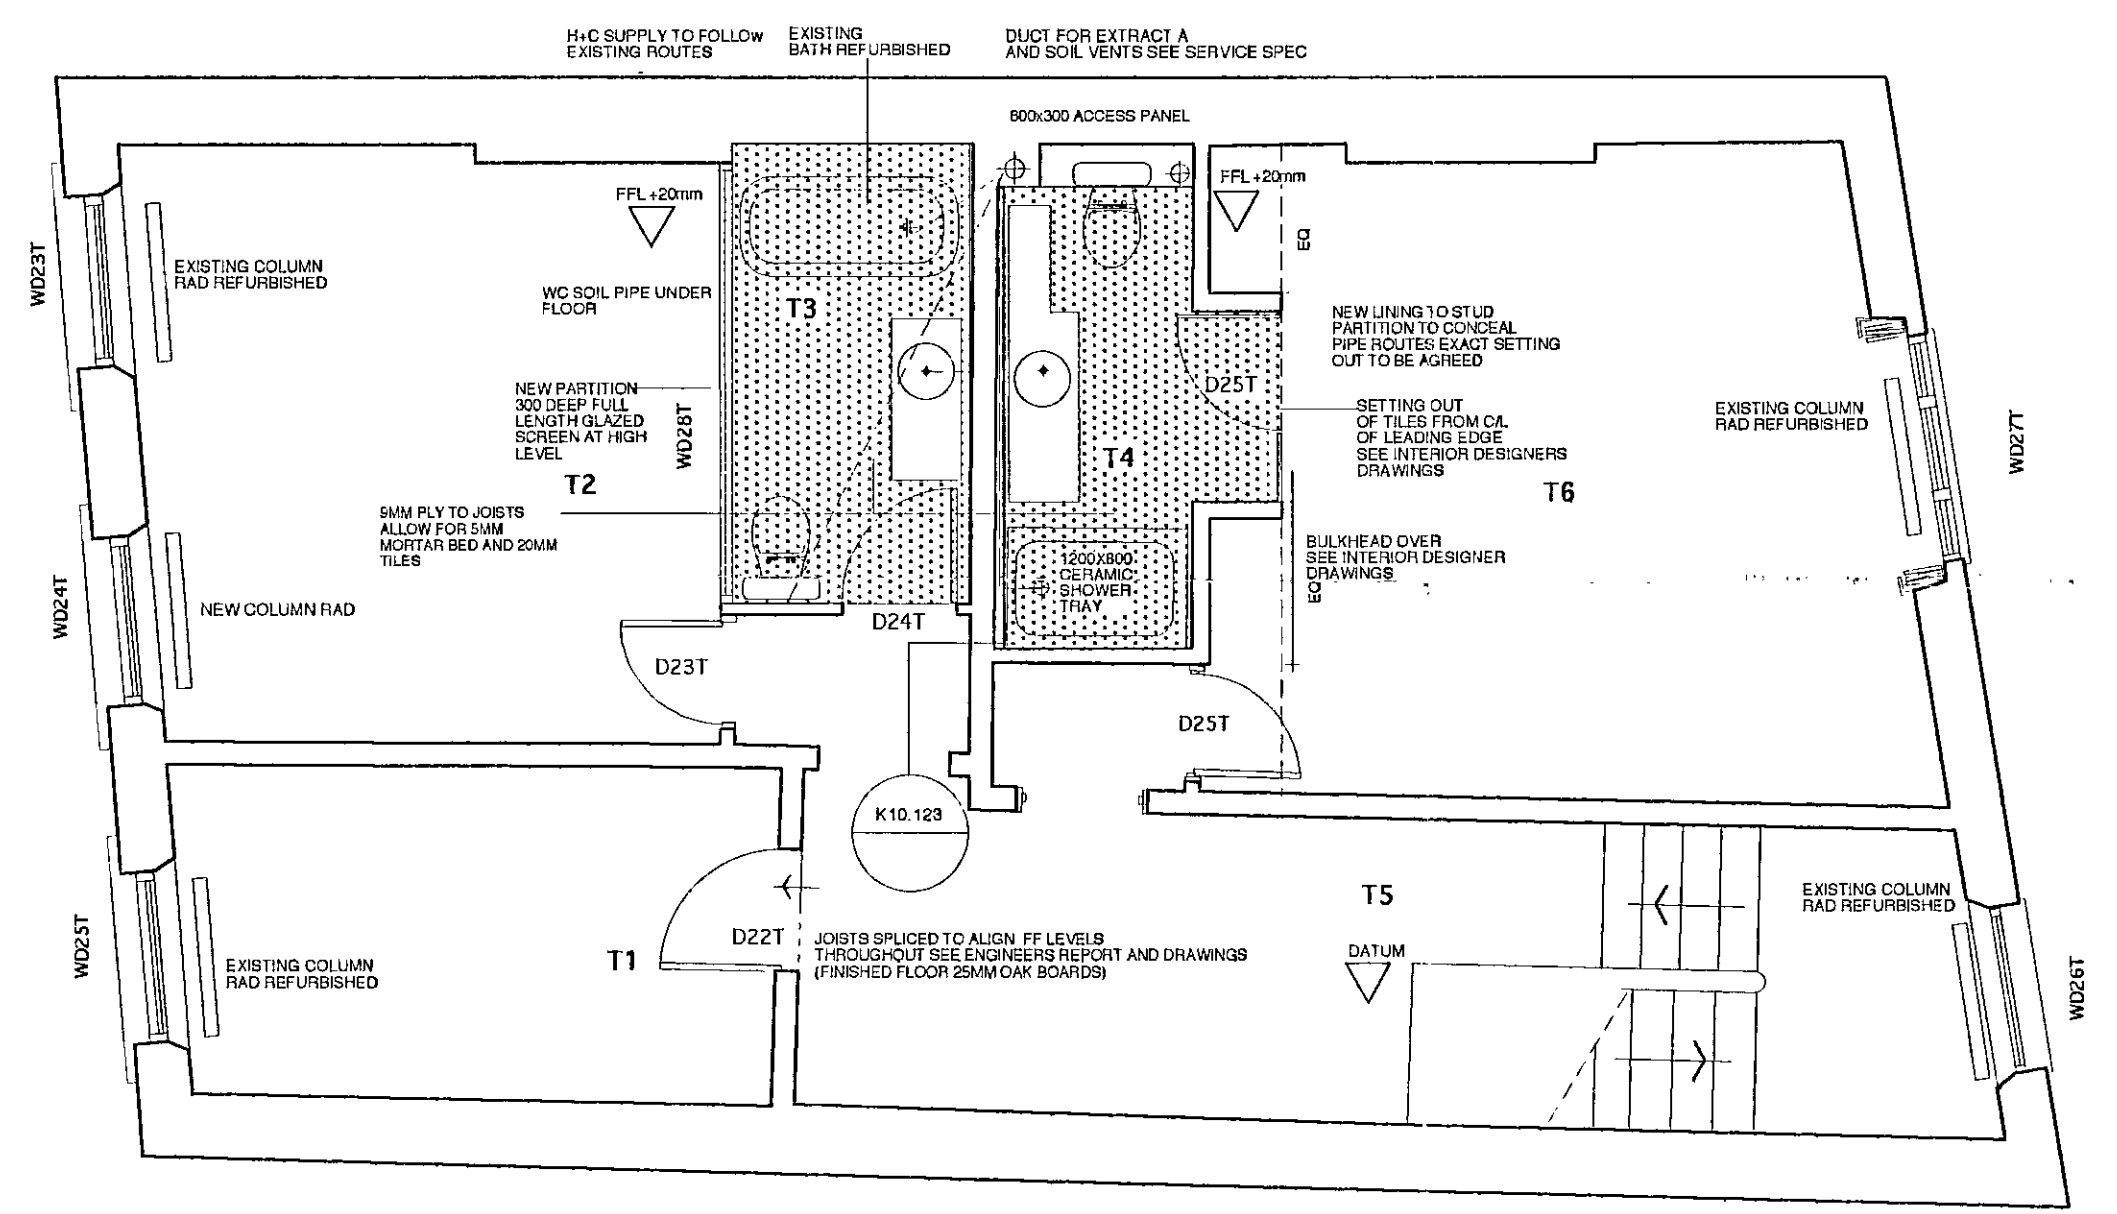 H+C SUPPLY TO FOLLOW
EXISTING ROUTES
EXISTING
BATH REFURBISHED
DUCT FOR EXTRACT A
AND SOIL VENTS SEE SERVICE SPEC
600x300 ACCESS PANEL
FFL +20mm
FFL +20mm
EQ
WD23T
EXISTING COLUMN
RAD REFURBISHED
WC SOIL PIPE UNDER
FLOOR
T3
NEW LINING TO STUD
PARTITION TO CONCEAL
PIPE ROUTES EXACT SETTING
OUT TO BE AGREED
D25T
NEW PARTITION
300 DEEP FULL
LENGTH GLAZED
SCREEN AT HIGH
LEVEL
WD28T
SETTING OUT
OF TILES FROM C/L
OF LEADING EDGE
SEE INTERIOR DESIGNERS
DRAWINGS
EXISTING COLUMN
RAD REFURBISHED
WD27T
T2
T4
T6
9MM PLY TO JOISTS
ALLOW FOR 5MM
MORTAR BED AND 20MM
TILES
BULKHEAD OVER
SEE INTERIOR DESIGNER
DRAWINGS
EQ
1200X800
CERAMIC
SHOWER
TRAY
WD24T
NEW COLUMN RAD
D24T
D23T
D25T
K10.123
T5
EXISTING COLUMN
RAD REFURBISHED
WD25T
EXISTING COLUMN
RAD REFURBISHED
T1
D22T
JOISTS SPLICED TO ALIGN FF LEVELS
THROUGHOUT SEE ENGINEERS REPORT AND DRAWINGS
(FINISHED FLOOR 25MM OAK BOARDS)
DATUM
WD26T